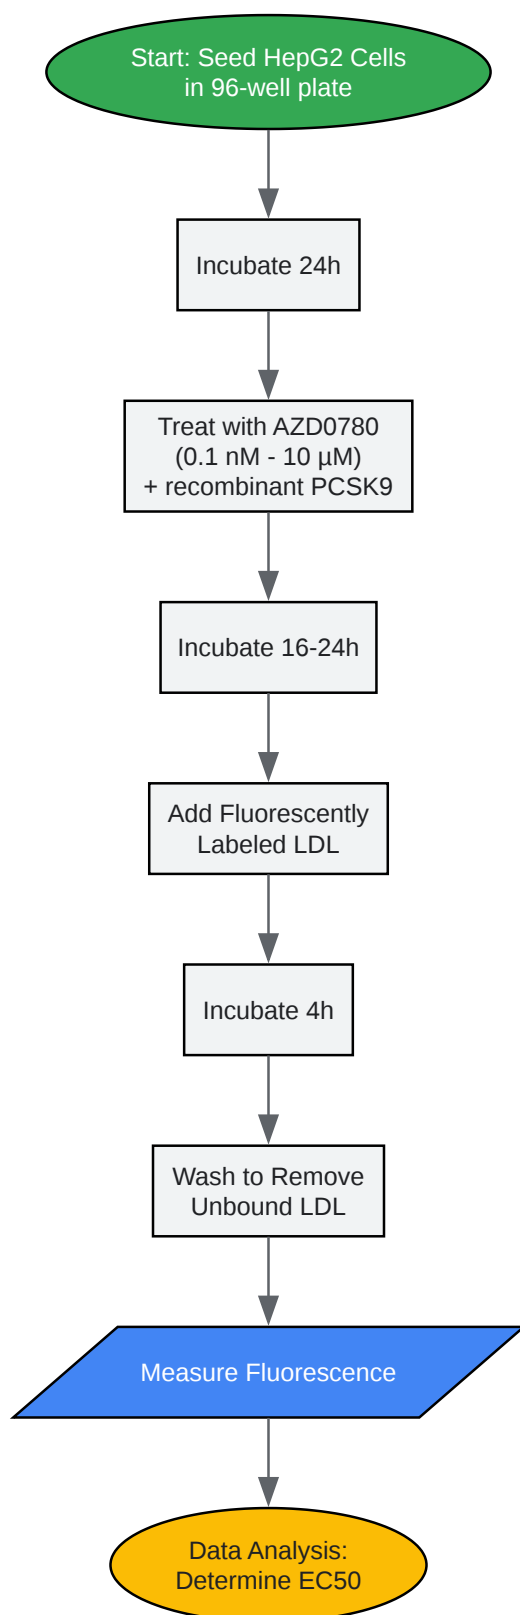 Start: Seed HepG2 Cells
in 96-well plate
Incubate 24h
Treat with AZD0780
(0.1 nM - 10 µM)
+ recombinant PCSK9
Incubate 16-24h
Add Fluorescently
Labeled LDL
Incubate 4h
Wash to Remove
Unbound LDL
Measure Fluorescence
Data Analysis:
Determine EC50